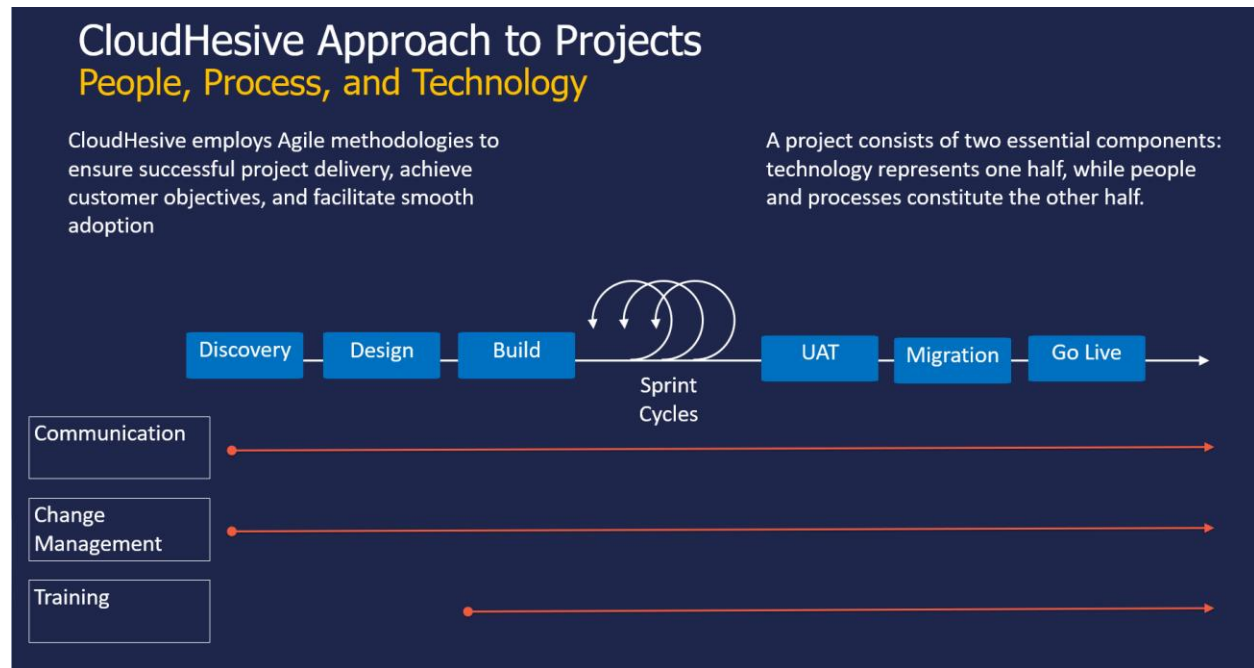 CloudHesive Approach to Projects
People, Process, and Technology
CloudHesive employs Agile methodologies to
ensure successful project delivery, achieve
customer objectives, and facilitate smooth
adoption
A project consists of two essential components:
technology represents one half, while people
and processes constitute the other half.
Discovery
Design
Build
Sprint
Cycles
UAT
Migration
Go Live
Communication
Change
Management
Training